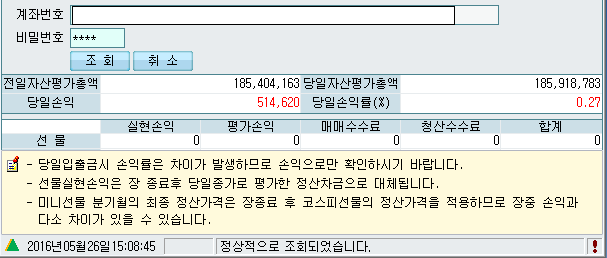 계좌번호
비밀번호 ****
조 회 취 소
전일자산평가총액 185,404,163 당일자산평가총액 185,918,783
당일손익 514,620 당일손익률(%) 0.27
실현손익 평가손익 매매수수료 청산수수료 합계
선 물 0 0 0 0 0
- 당일입출금시 손익률은 차이가 발생하므로 손익으로만 확인하시기 바랍니다.
- 선물실현손익은 장 종료후 당일종가로 평가한 정산차금으로 대체됩니다.
- 미니선물 분기월의 최종 정산가격은 장종료 후 코스피선물의 정산가격을 적용하므로 장중 손익과
다소 차이가 있을 수 있습니다.
2016년05월26일15:08:45 정상적으로 조회되었습니다.